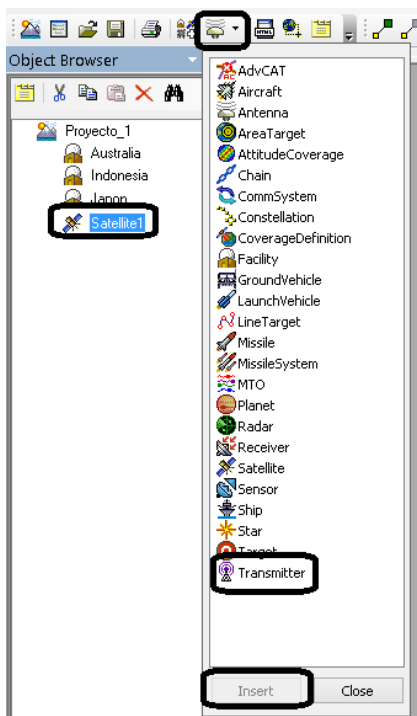 Object Browser
Proyecto_1
Australia
Indonesia
Japon
Satellite1
AdvCAT
Aircraft
Antenna
AreaTarget
AttitudeCoverage
Chain
CommSystem
Constellation
CoverageDefinition
Facility
GroundVehicle
LaunchVehicle
LineTarget
Missile
MissileSystem
MTO
Planet
Radar
Receiver
Satellite
Sensor
Ship
Star
Target
Transmitter
Insert Close